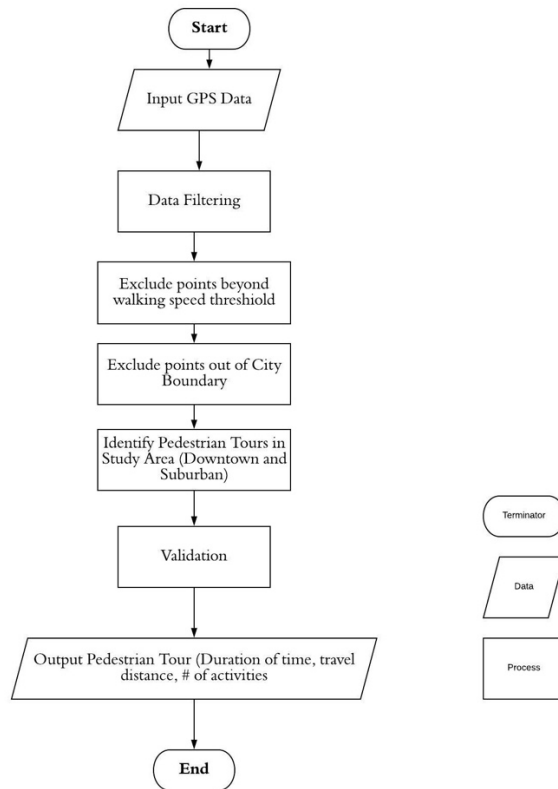 Start
Input GPS Data
Data Filtering
Exclude points beyond
walking speed threshiold
Exclude points out of City
Boundary
Identify Pedestrian Tours in
Study Area (Downtown and
Suburban)
Validation
Output Pedestrian Tour (Duration of time, travel
distance, # of activities
End
Terminator
Data
Process